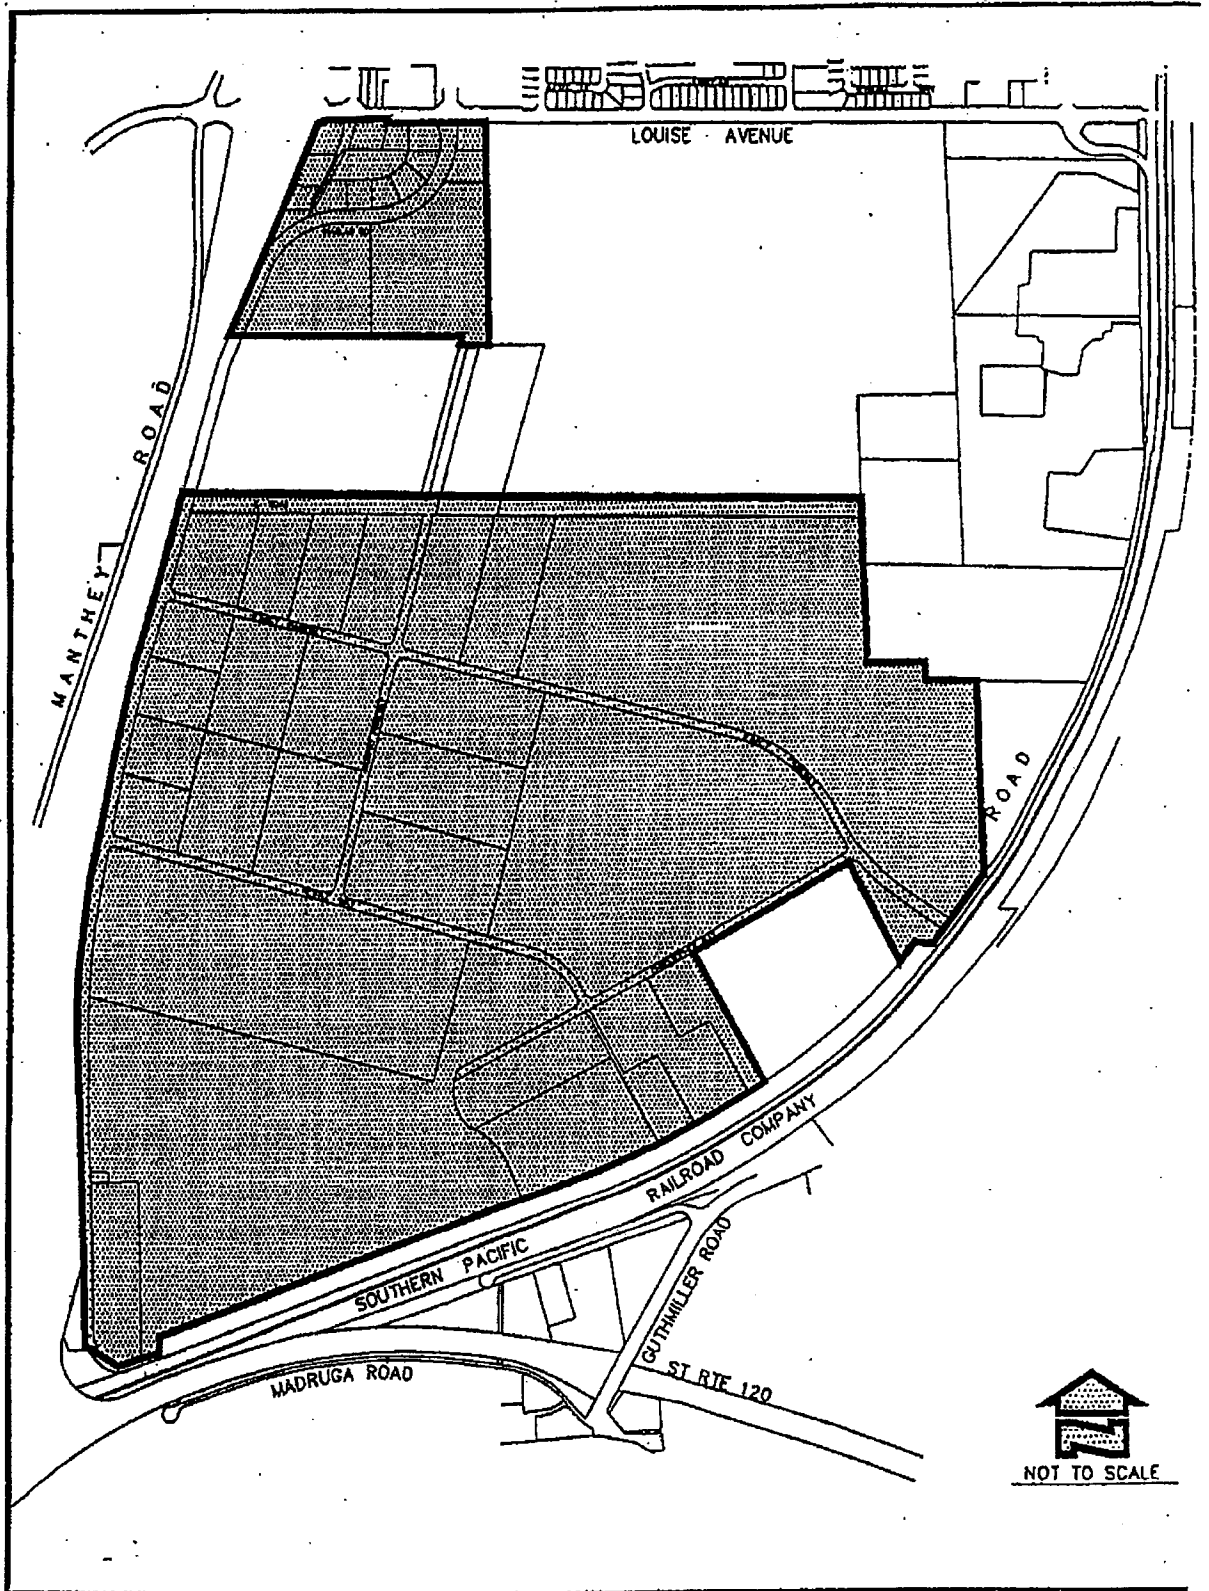 LOUISE AVENUE
MANTHEY ROAD
ROAD
SOUTHERN PACIFIC RAILROAD COMPANY
GUTHMILLER ROAD
MADRUGA ROAD
ST RTE 120
NOT TO SCALE